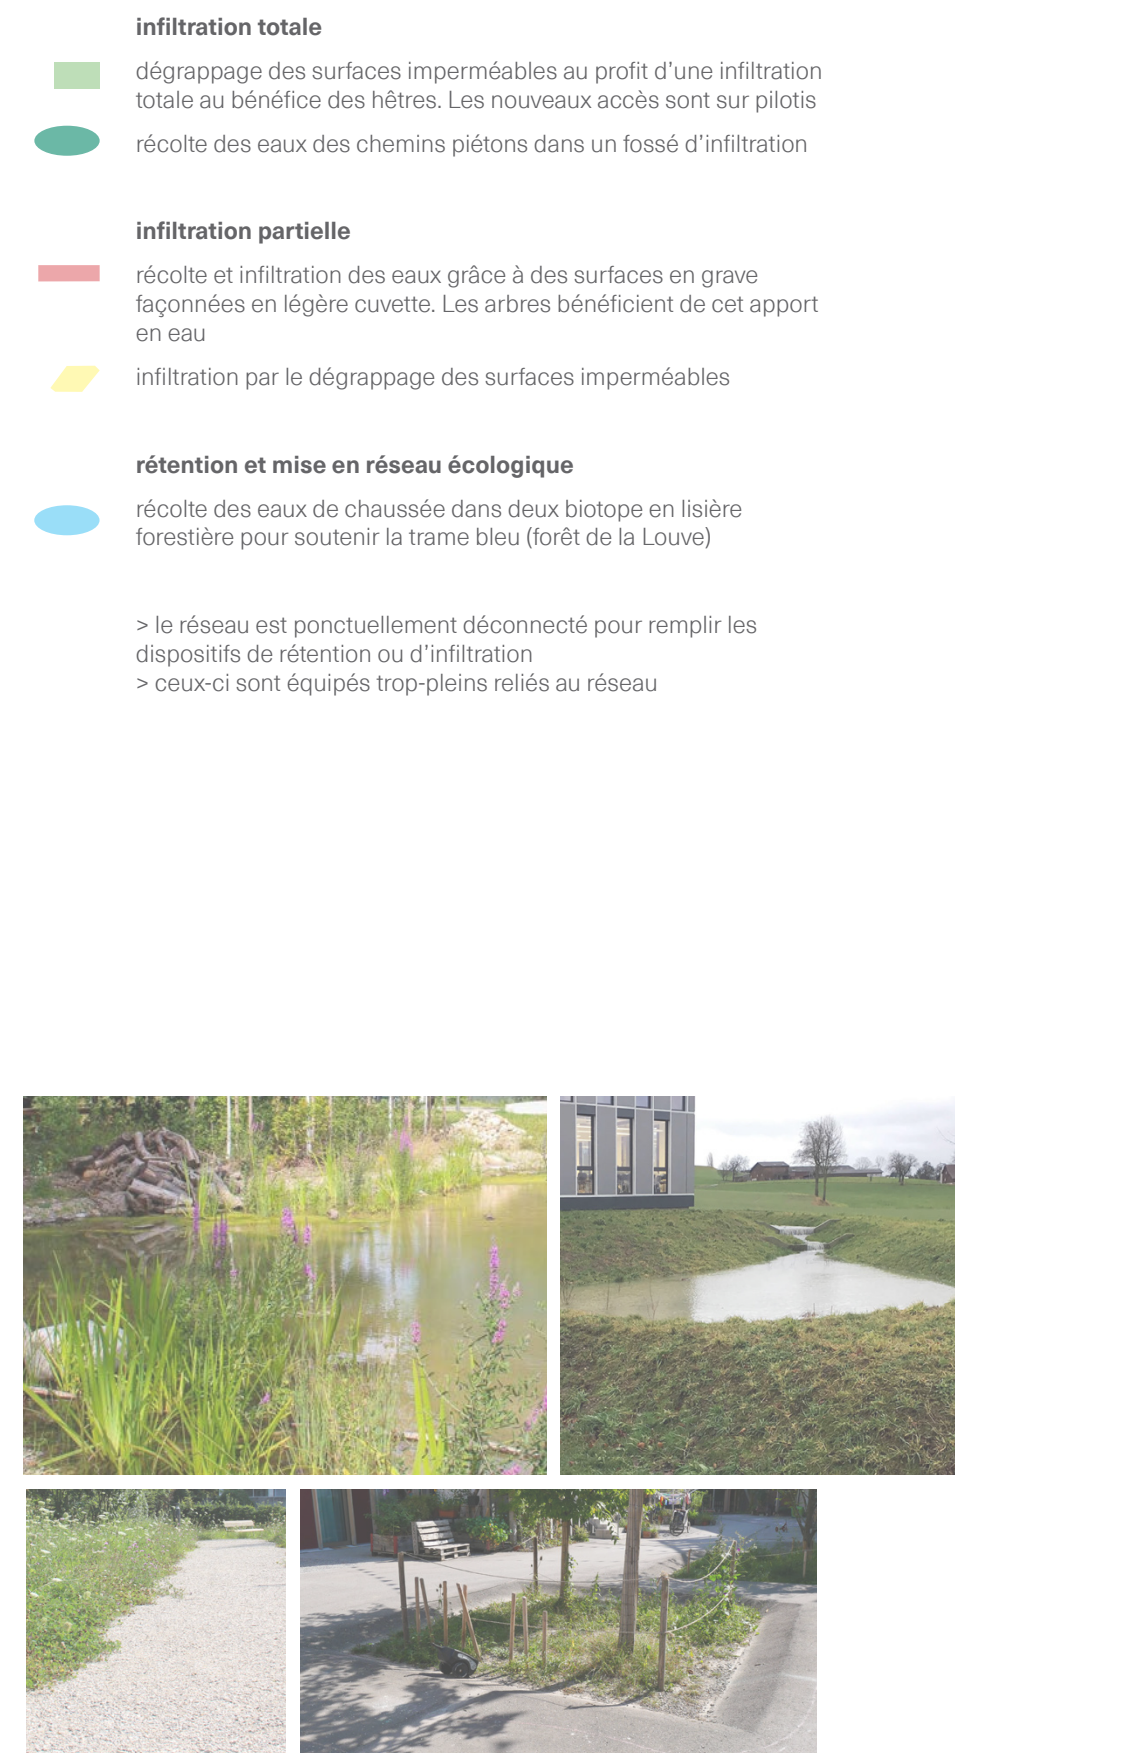 infiltration totale
dégrappage des surfaces imperméables au profit d’une infiltration
totale au bénéfice des hêtres. Les nouveaux accès sont sur pilotis
récolte des eaux des chemins piétons dans un fossé d’infiltration
infiltration partielle
récolte et infiltration des eaux grâce à des surfaces en grave
façonnées en légère cuvette. Les arbres bénéficient de cet apport
en eau
infiltration par le dégrappage des surfaces imperméables
rétention et mise en réseau écologique
récolte des eaux de chaussée dans deux biotope en lisière
forestière pour soutenir la trame bleu (forêt de la Louve)
> le réseau est ponctuellement déconnecté pour remplir les
dispositifs de rétention ou d’infiltration
> ceux-ci sont équipés trop-pleins reliés au réseau